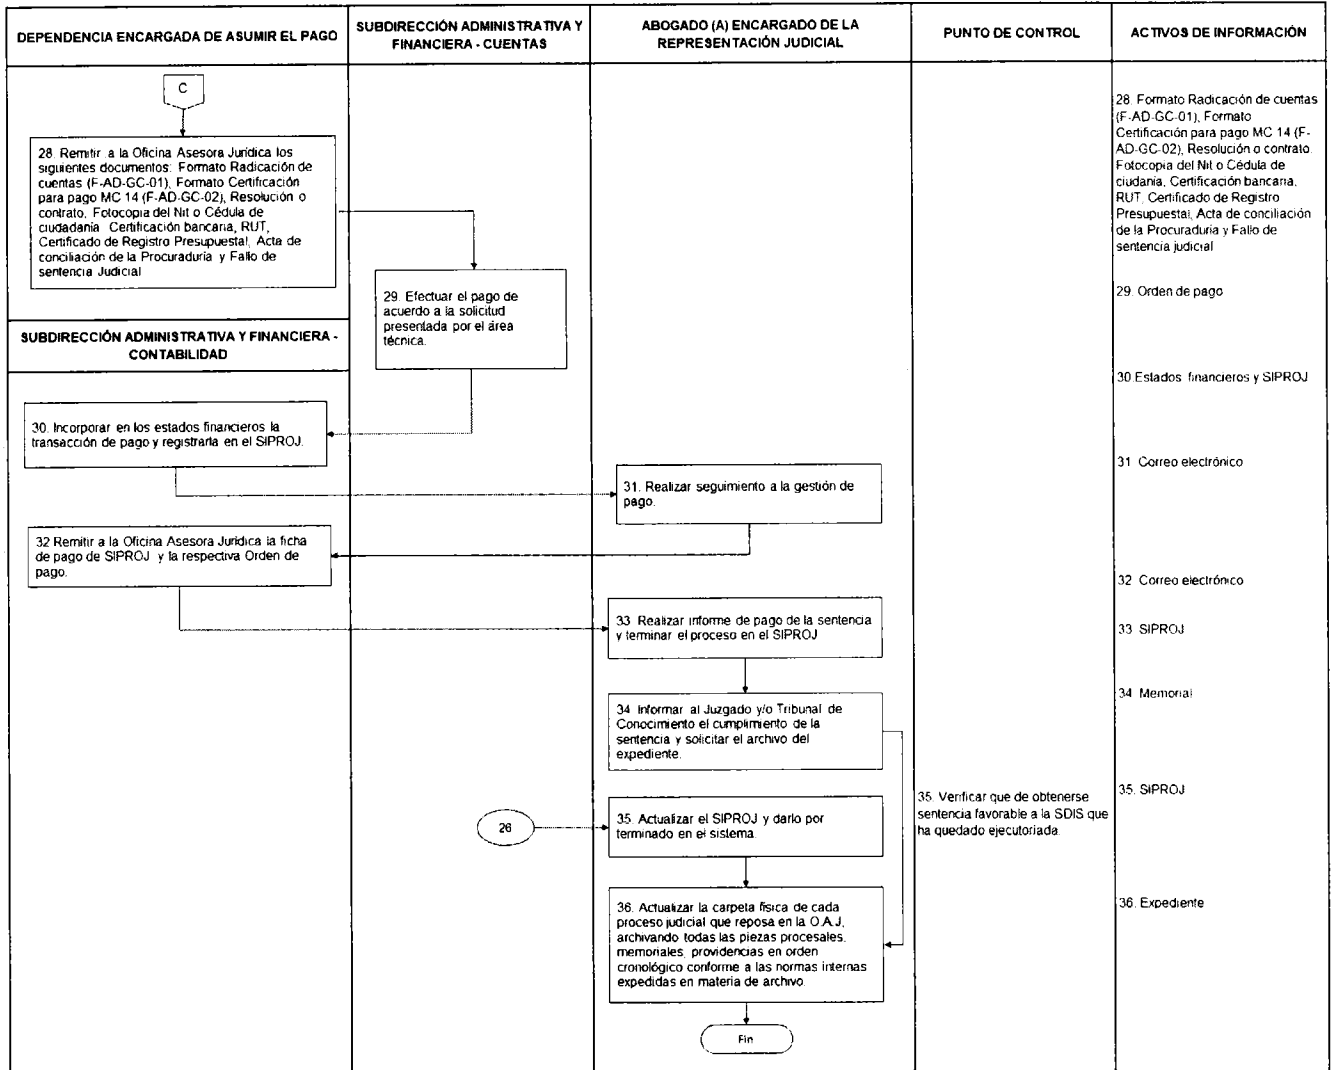 DEPENDENCIA ENCARGADA DE ASUMIR EL PAGO
SUBDIRECCIÓN ADMINISTRATIVA Y
FINANCIERA - CUENTAS
ABOGADO (A) ENCARGADO DE LA
REPRESENTACIÓN JUDICIAL
PUNTO DE CONTROL
ACTIVOS DE INFORMACIÓN
C
28. Remitir a la Oficina Asesora Jurídica los
siguientes documentos: Formato Radicación de
cuentas (F-AD-GC-01), Formato Certificación
para pago MC 14 (F-AD-GC-02), Resolución o
contrato, Fotocopia del Nit o Cédula de
ciudadanía Certificación bancaria, RUT,
Certificado de Registro Presupuestal, Acta de
conciliación de la Procuraduría y Fallo de
sentencia Judicial
28. Formato Radicación de cuentas
(F-AD-GC-01), Formato
Certificación para pago MC 14 (F-
AD-GC-02), Resolución o contrato.
Fotocopia del Nit o Cédula de
ciudanía, Certificación bancaria,
RUT, Certificado de Registro
Presupuestal, Acta de conciliación
de la Procuraduría y Fallo de
sentencia judicial
29. Efectuar el pago de
acuerdo a la solicitud
presentada por el área
técnica.
29. Orden de pago
SUBDIRECCIÓN ADMINISTRATIVA Y FINANCIERA -
CONTABILIDAD
30. Incorporar en los estados financieros la
transacción de pago y registrarla en el SIPROJ.
30.Estados financieros y SIPROJ
31. Realizar seguimiento a la gestión de
pago.
31 Correo electrónico
32 Remitir a la Oficina Asesora Jurídica la ficha
de pago de SIPROJ y la respectiva Orden de
pago.
32 Correo electrónico
33 Realizar informe de pago de la sentencia
y terminar el proceso en el SIPROJ
33 SIPROJ
34 Informar al Juzgado y/o Tribunal de
Conocimiento el cumplimiento de la
sentencia y solicitar el archivo del
expediente.
34 Memorial
26
35. Actualizar el SIPROJ y darlo por
terminado en el sistema.
35. Verificar que de obtenerse
sentencia favorable a la SDIS que
ha quedado ejecutoriada.
35. SIPROJ
36. Actualizar la carpeta física de cada
proceso judicial que reposa en la O.A.J,
archivando todas las piezas procesales,
memoriales, providencias en orden
cronológico conforme a las normas internas
expedidas en materia de archivo.
36. Expediente
Fin